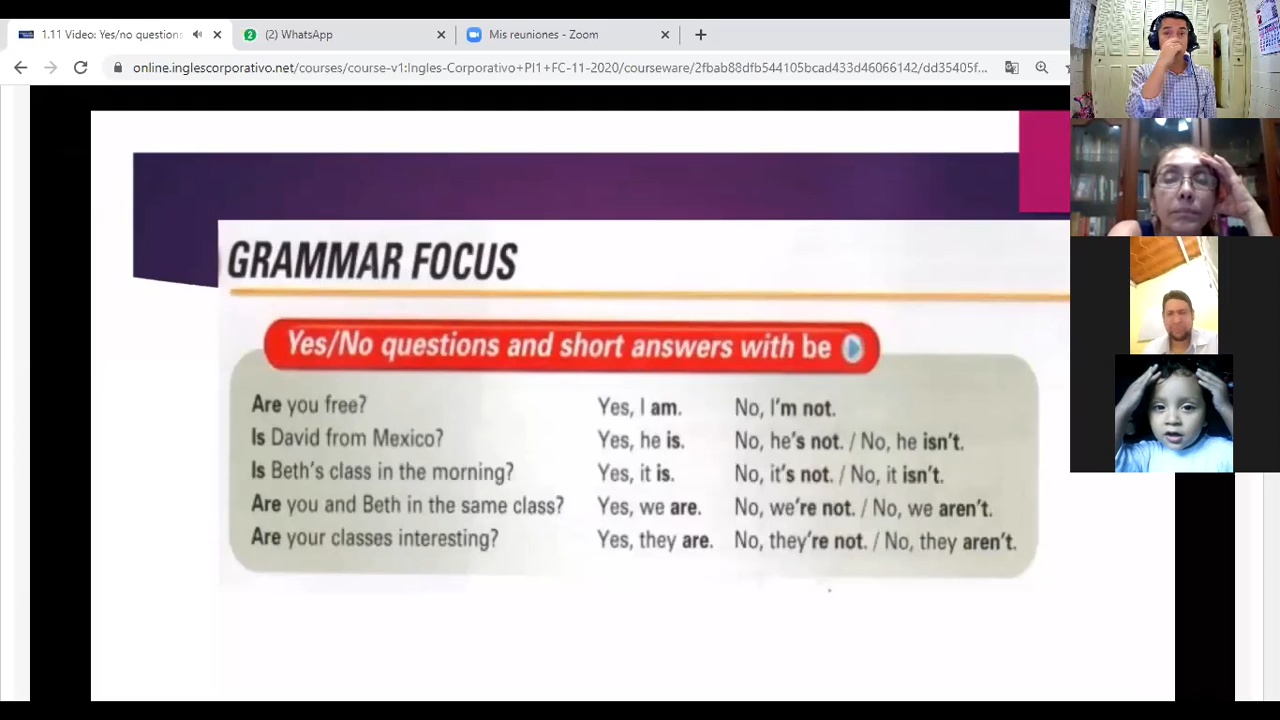 1.11 Video: Yes/no questions
(2) WhatsApp
Mis reuniones - Zoom
online.inglescorporativo.net/courses/course-v1:Ingles-Corporativo+PI1+FC-11-2020/courseware/2fbab88dfb544105bcad433d46066142/dd35405f...
GRAMMAR FOCUS
Yes/No questions and short answers with be
Are you free? Yes, I am. No, I'm not.
Is David from Mexico? Yes, he is. No, he's not. / No, he isn't.
Is Beth's class in the morning? Yes, it is. No, it's not. / No, it isn't.
Are you and Beth in the same class? Yes, we are. No, we're not. / No, we aren't.
Are your classes interesting? Yes, they are. No, they're not. / No, they aren't.